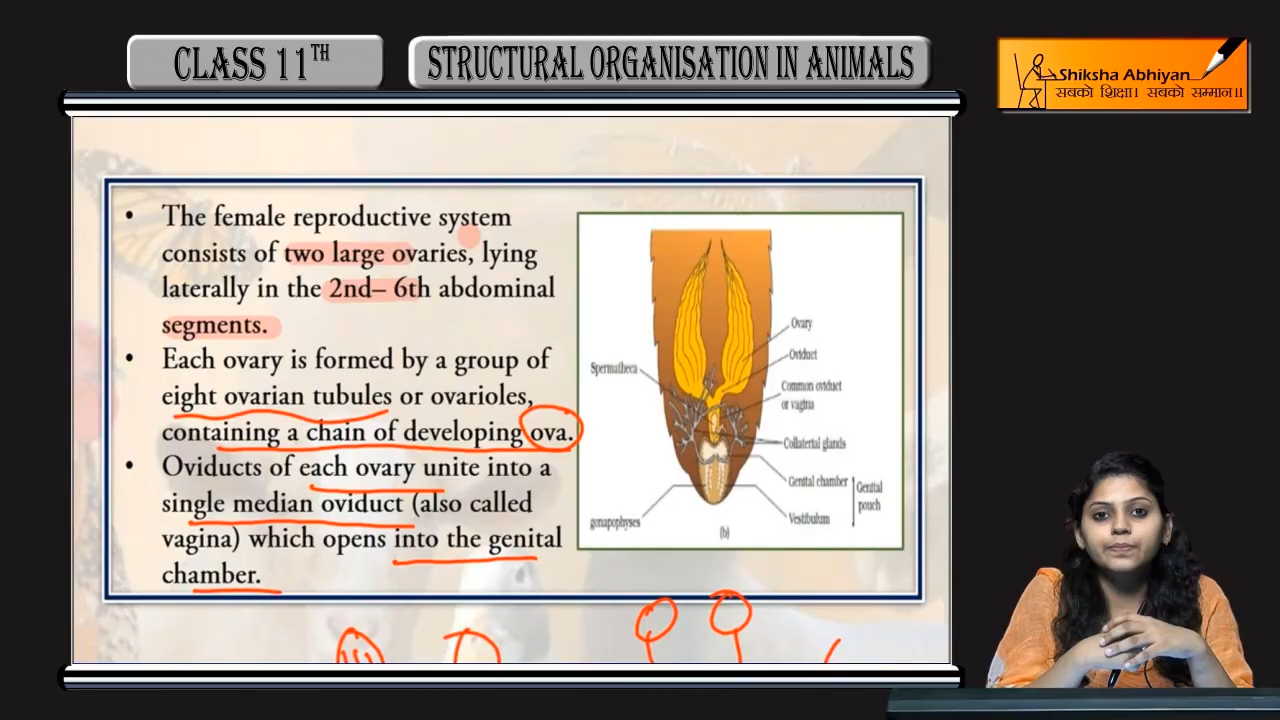 CLASS 11TH
STRUCTURAL ORGANISATION IN ANIMALS
Shiksha Abhiyan
सबको शिक्षा। सबको सम्मान॥
• The female reproductive system
consists of two large ovaries, lying
laterally in the 2nd– 6th abdominal
segments.
• Each ovary is formed by a group of
eight ovarian tubules or ovarioles,
containing a chain of developing ova.
• Oviducts of each ovary unite into a
single median oviduct (also called
vagina) which opens into the genital
chamber.
Ovary
Oviduct
Spermatheca
Common oviduct
or vagina
Collaterial glands
Genital chamber
Genital
pouch
Vestibulum
gonapophyses
(b)